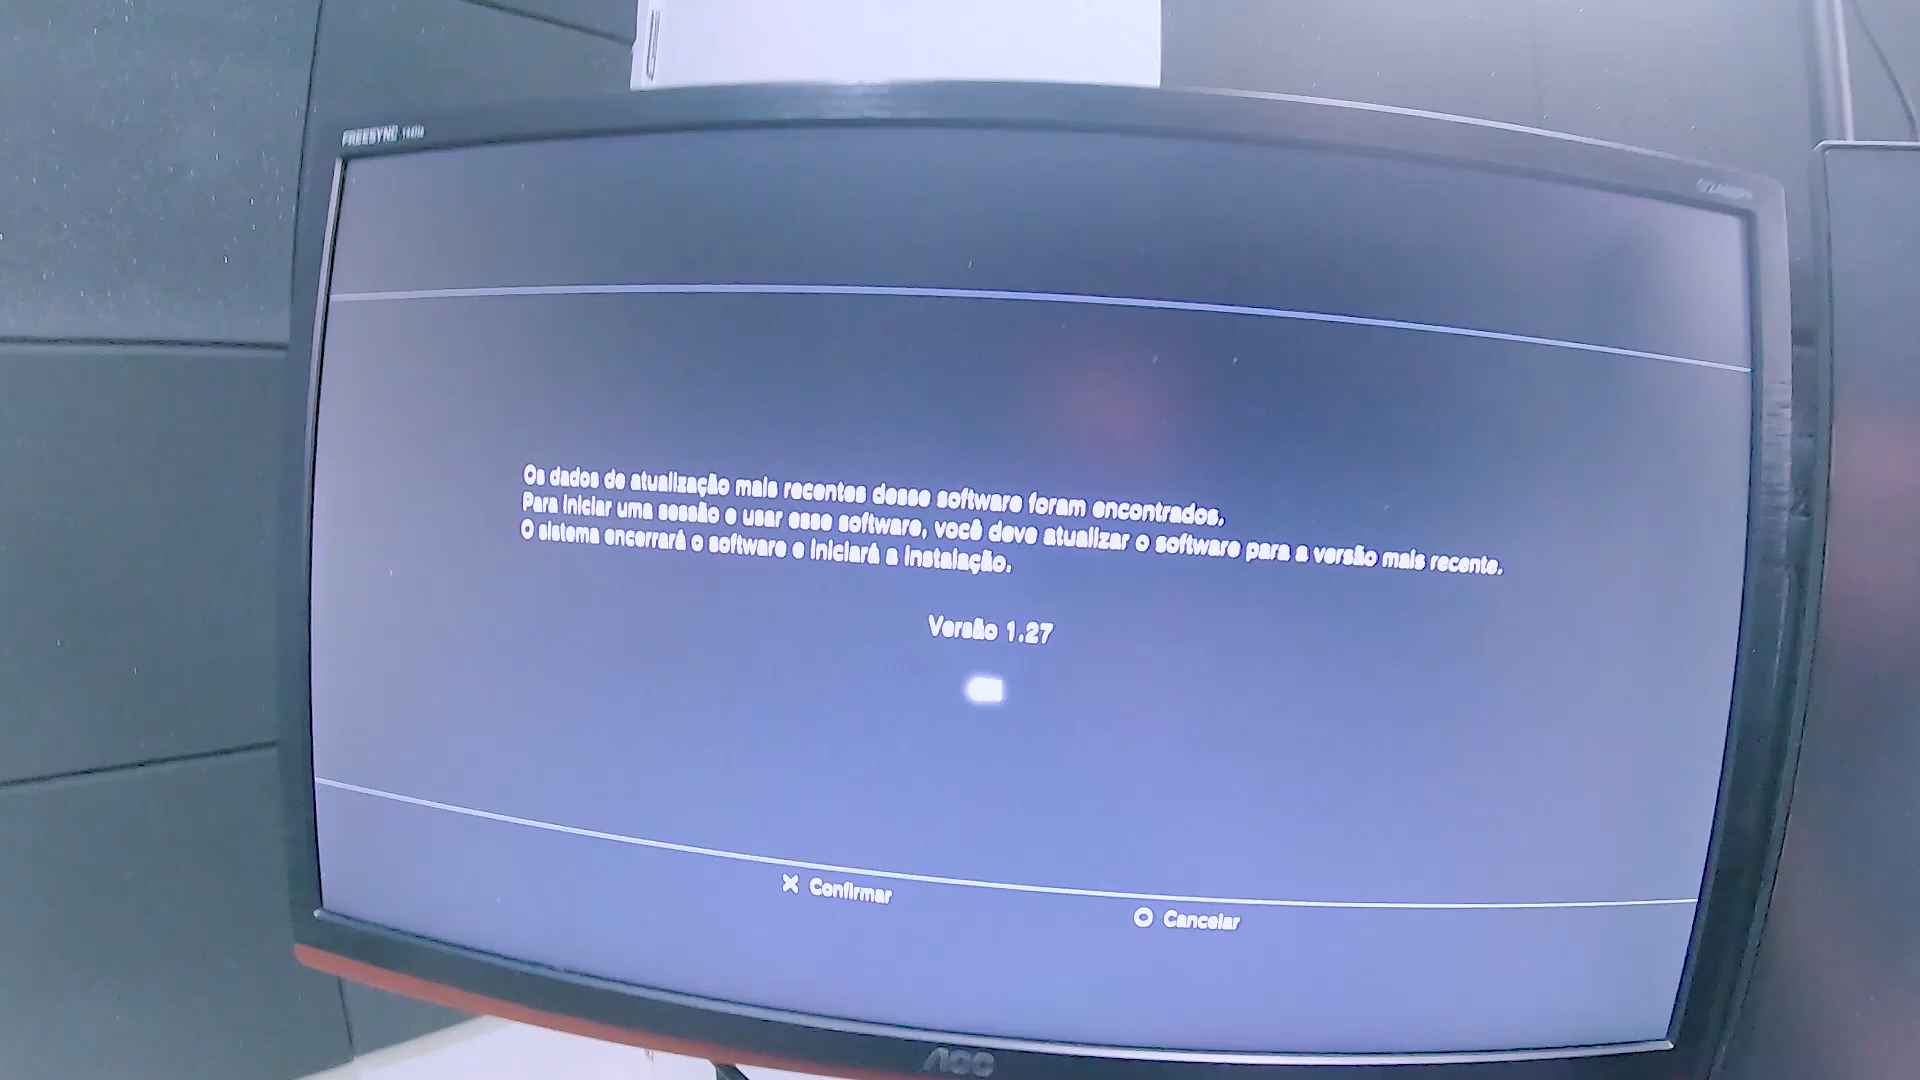 FREESYNC
Os dados de atualização mais recentes desse software foram encontrados.
Para iniciar uma sessão e usar esse software, você deve atualizar o software para a versão mais recente.
O sistema encerrará o software e iniciará a instalação.
Versão 1.27
Confirmar
Cancelar
AOC